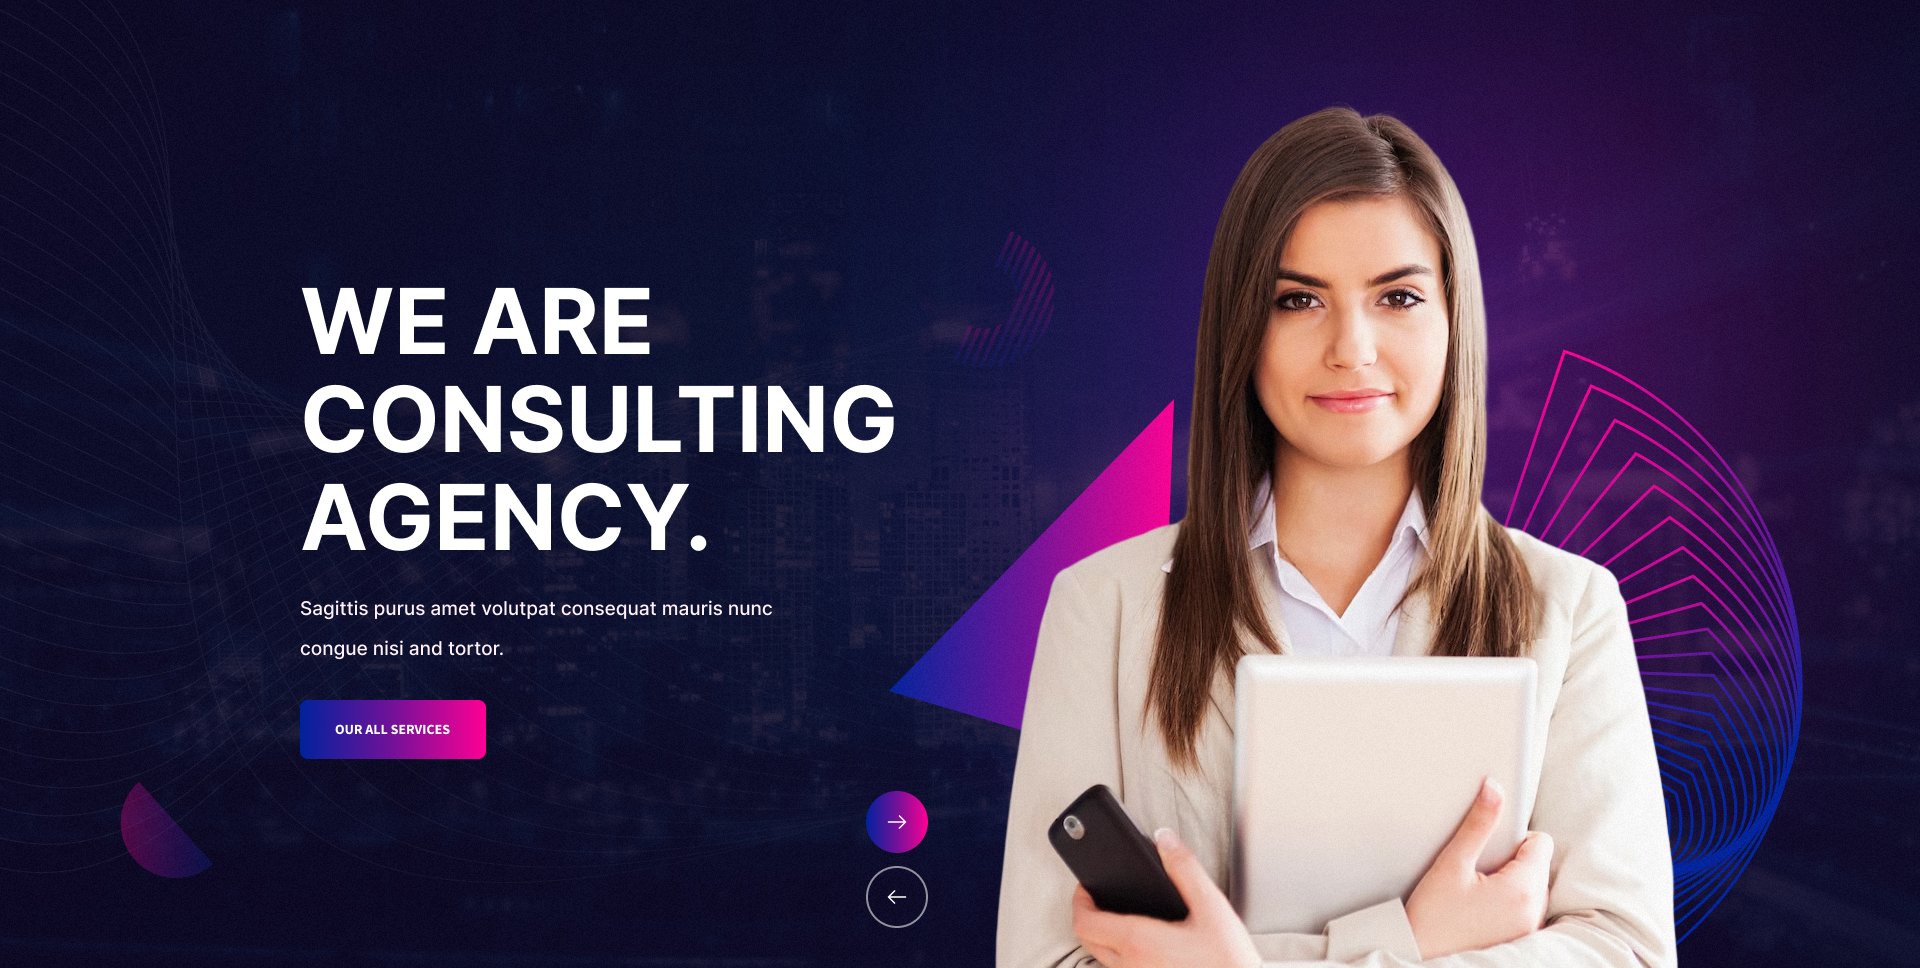 WE ARE
CONSULTING
AGENCY.
Sagittis purus amet volutpat consequat mauris nunc
congue nisi and tortor.
OUR ALL SERVICES